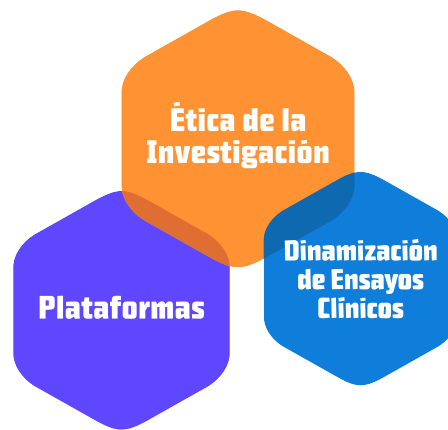 Ética de la
Investigación
Dinamización
de Ensayos
Clínicos
Plataformas